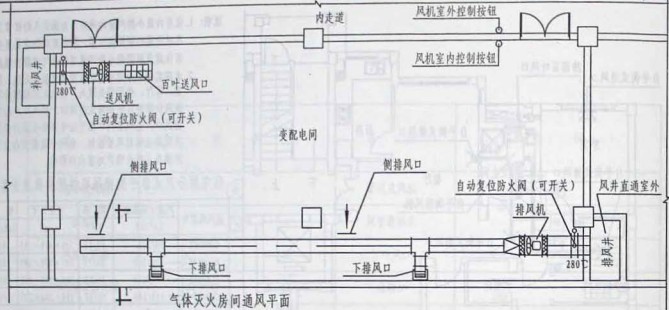 内走道
风机室外控制按钮
风机室内控制按钮
补风井
280℃
百叶送风口
送风机
自动复位防火阀（可开关）
变配电间
侧排风口
侧排风口
自动复位防火阀（可开关）
风井直通室外
排风机
排风井
280℃
下排风口
下排风口
1
1
气体灭火房间通风平面